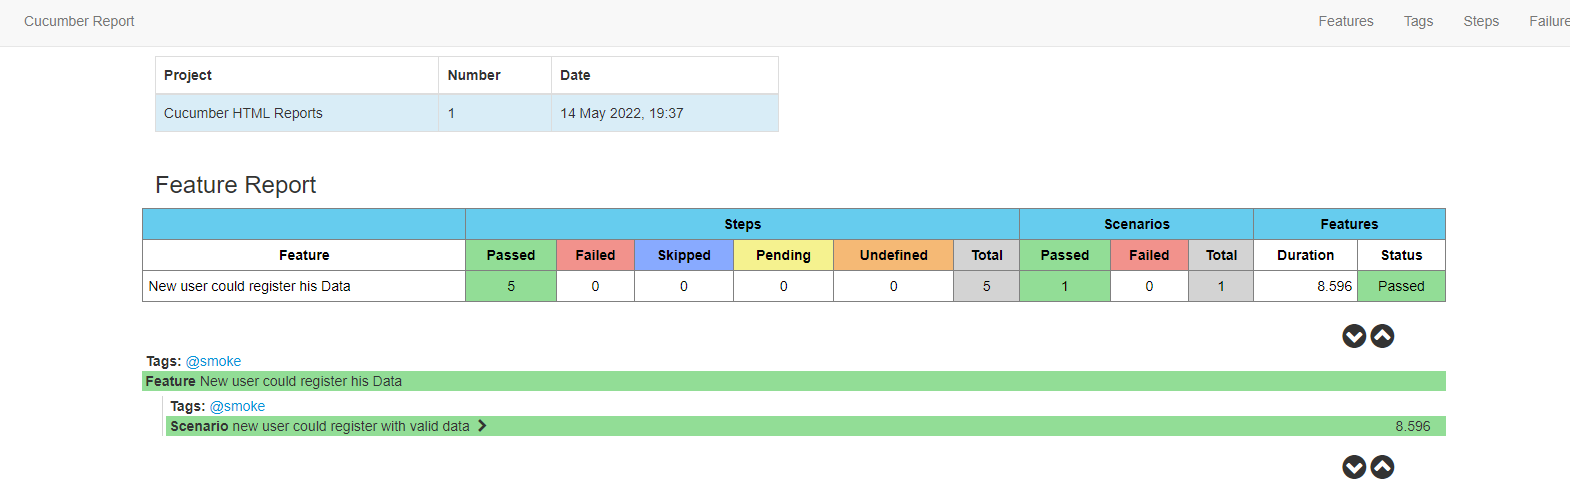 Cucumber Report Features Tags Steps Failure
Project Number Date
Cucumber HTML Reports 1 14 May 2022, 19:37
Feature Report
Steps Scenarios Features
Feature Passed Failed Skipped Pending Undefined Total Passed Failed Total Duration Status
New user could register his Data 5 0 0 0 0 5 1 0 1 8.596 Passed
Tags: @smoke
Feature New user could register his Data
Tags: @smoke
Scenario new user could register with valid data 8.596